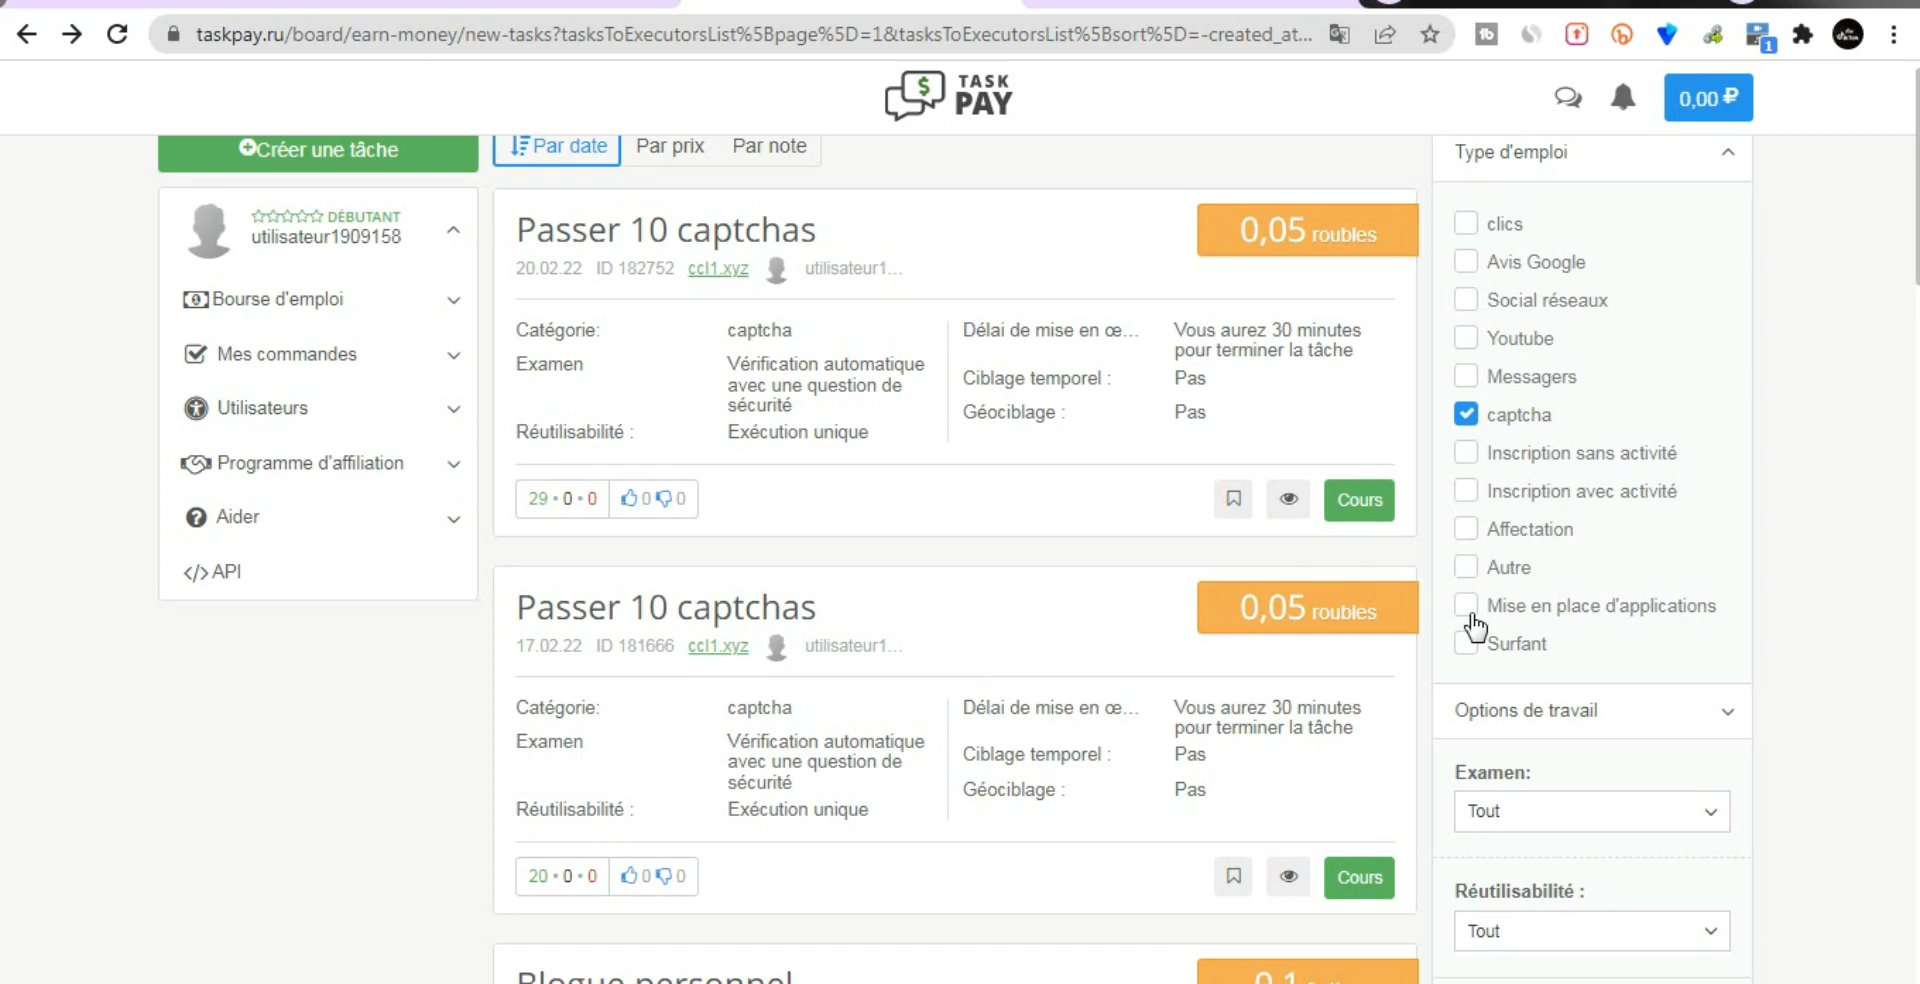 taskpay.ru/board/earn-money/new-tasks?tasksToExecutorsList%5Bpage%5D=1&tasksToExecutorsList%5Bsort%5D=-created_at...
1
TASK
PAY
$
0,00 ₽
Créer une tâche
Par date
Par prix
Par note
Type d'emploi
DÉBUTANT
utilisateur1909158
Bourse d'emploi
Mes commandes
Utilisateurs
Programme d'affiliation
Aider
</> API
Passer 10 captchas
0,05 roubles
20.02.22 ID 182752 ccl1.xyz utilisateur1...
Catégorie: captcha
Examen Vérification automatique
avec une question de
sécurité
Réutilisabilité : Exécution unique
Délai de mise en œ... Vous aurez 30 minutes
pour terminer la tâche
Ciblage temporel : Pas
Géociblage : Pas
29 • 0 • 0 0 0
Cours
Passer 10 captchas
0,05 roubles
17.02.22 ID 181666 ccl1.xyz utilisateur1...
Catégorie: captcha
Examen Vérification automatique
avec une question de
sécurité
Réutilisabilité : Exécution unique
Délai de mise en œ... Vous aurez 30 minutes
pour terminer la tâche
Ciblage temporel : Pas
Géociblage : Pas
20 • 0 • 0 0 0
Cours
Blogue personnel
0,1
clics
Avis Google
Social réseaux
Youtube
Messagers
captcha
Inscription sans activité
Inscription avec activité
Affectation
Autre
Mise en place d'applications
Surfant
Options de travail
Examen:
Tout
Réutilisabilité :
Tout